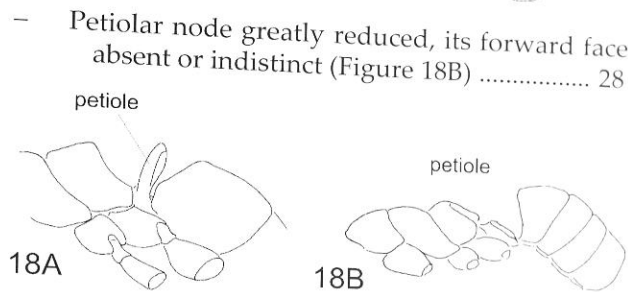 – Petiolar node greatly reduced, its forward face
absent or indistinct (Figure 18B) ................. 28
petiole
petiole
18A
18B